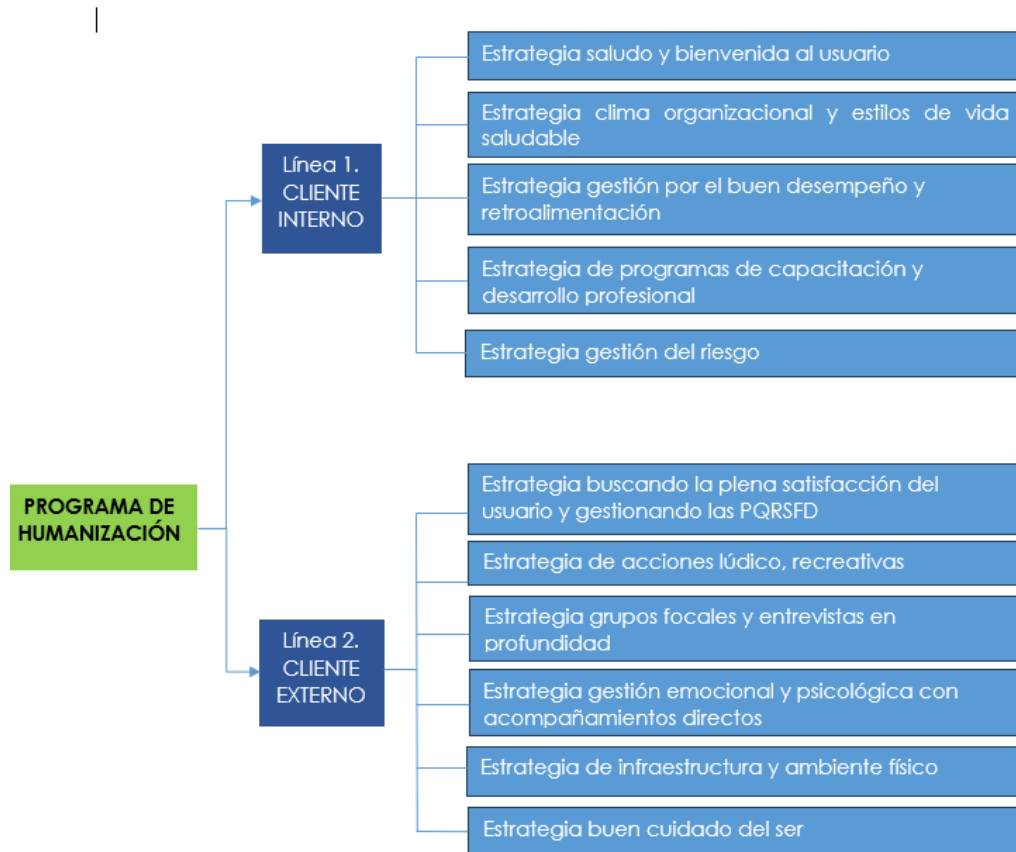 Estrategia saludo y bienvenida al usuario
Estrategia clima organizacional y estilos de vida
saludable
Línea 1.
CLIENTE
INTERNO
Estrategia gestión por el buen desempeño y
retroalimentación
Estrategia de programas de capacitación y
desarrollo profesional
Estrategia gestión del riesgo
PROGRAMA DE
HUMANIZACIÓN
Estrategia buscando la plena satisfacción del
usuario y gestionando las PQRSFD
Estrategia de acciones lúdico, recreativas
Línea 2.
CLIENTE
EXTERNO
Estrategia grupos focales y entrevistas en
profundidad
Estrategia gestión emocional y psicológica con
acompañamientos directos
Estrategia de infraestructura y ambiente físico
Estrategia buen cuidado del ser